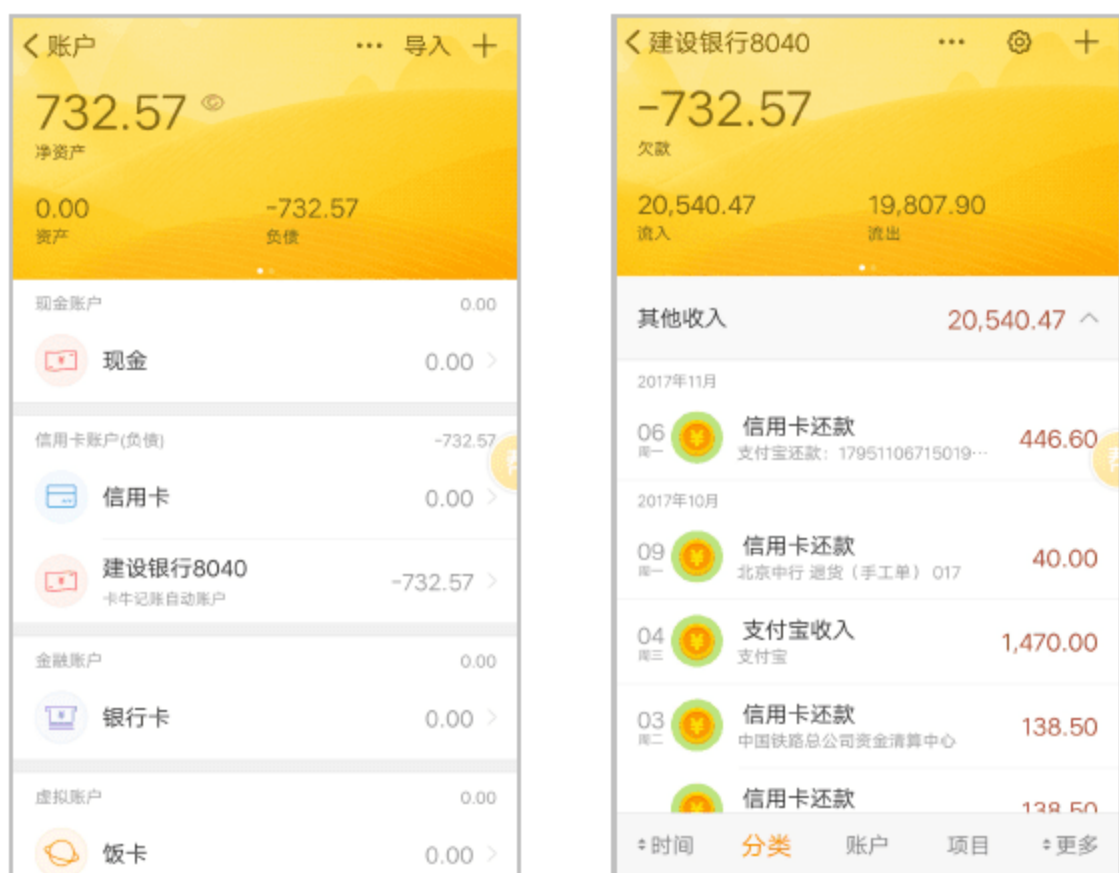 账户
··· 导入 +
732.57
净资产
0.00 -732.57
资产 负债
现金账户 0.00
现金 0.00
信用卡账户(负债) -732.57
信用卡 0.00
建设银行8040
卡牛记账自动账户
-732.57
金融账户 0.00
银行卡 0.00
虚拟账户 0.00
饭卡 0.00
建设银行8040
-732.57
欠款
20,540.47 19,807.90
流入 流出
其他收入 20,540.47
2017年11月
06 信用卡还款 446.60
周一 支付宝还款：17951106715019···
2017年10月
09 信用卡还款 40.00
周一 北京中行 退货（手工单） 017
04 支付宝收入 1,470.00
周三 支付宝
03 信用卡还款 138.50
周二 中国铁路总公司资金清算中心
信用卡还款 138.50
时间 分类 账户 项目 更多